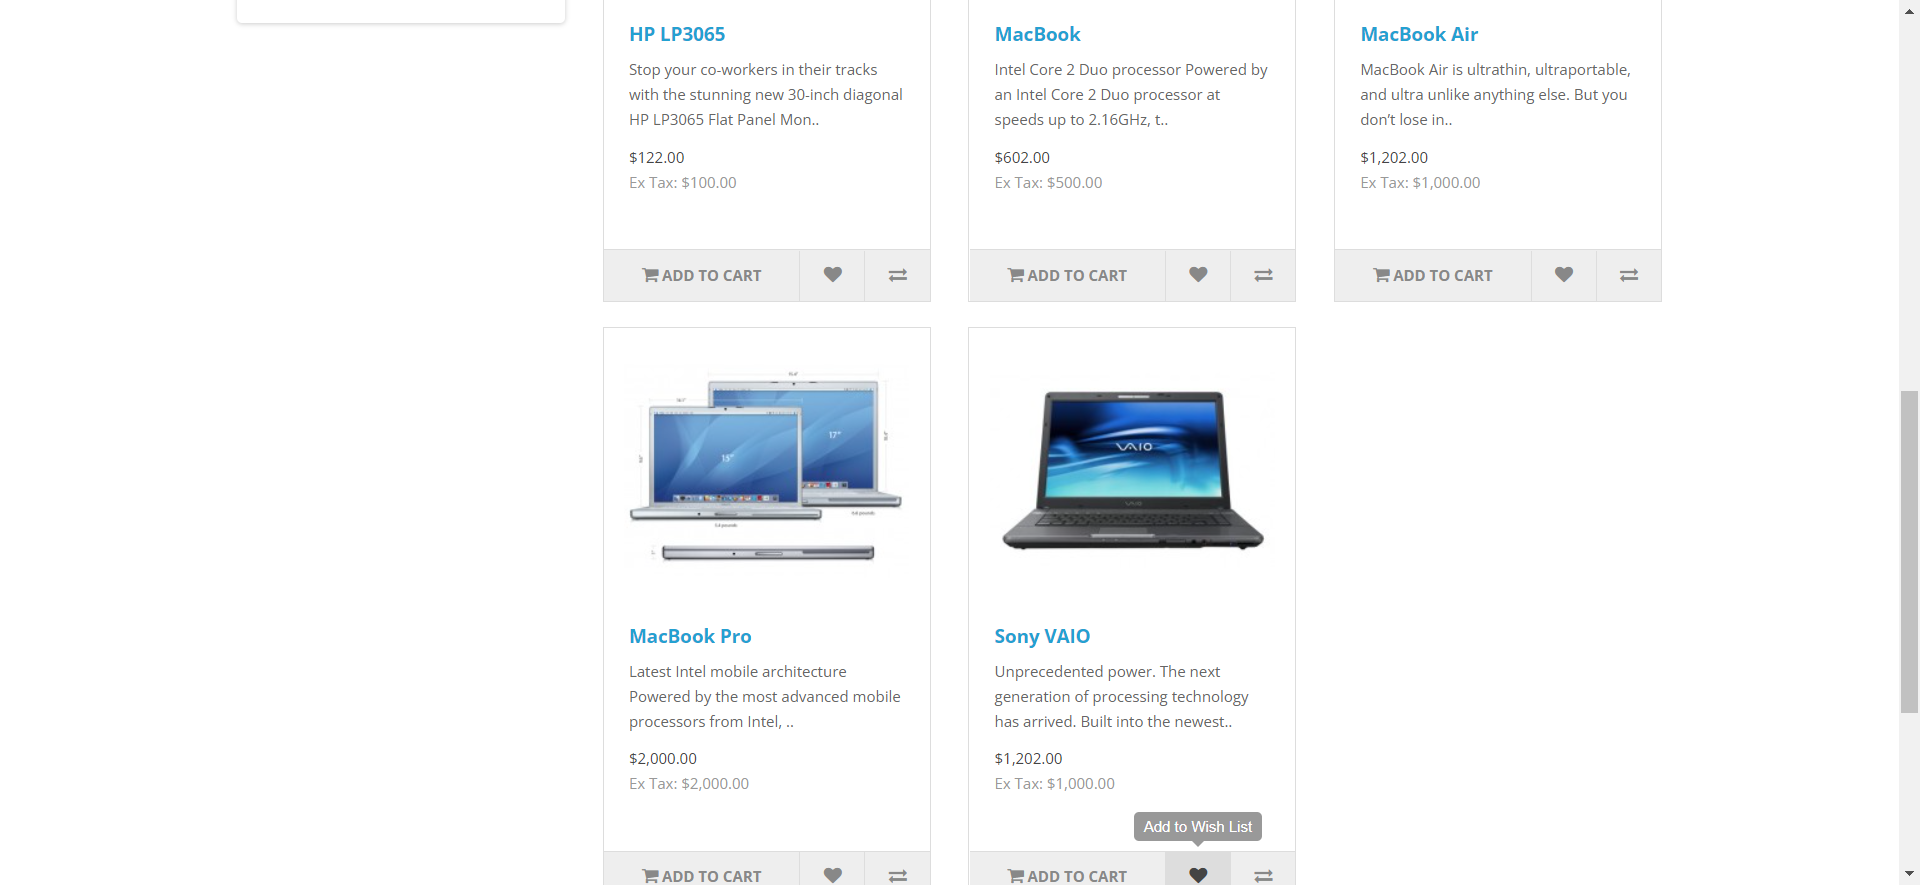 HP LP3065
Stop your co-workers in their tracks
with the stunning new 30-inch diagonal
HP LP3065 Flat Panel Mon..
$122.00
Ex Tax: $100.00
ADD TO CART
MacBook
Intel Core 2 Duo processor Powered by
an Intel Core 2 Duo processor at
speeds up to 2.16GHz, t..
$602.00
Ex Tax: $500.00
ADD TO CART
MacBook Air
MacBook Air is ultrathin, ultraportable,
and ultra unlike anything else. But you
don’t lose in..
$1,202.00
Ex Tax: $1,000.00
ADD TO CART
15"
17"
MacBook Pro
Latest Intel mobile architecture
Powered by the most advanced mobile
processors from Intel, ..
$2,000.00
Ex Tax: $2,000.00
ADD TO CART
VAIO
Sony VAIO
Unprecedented power. The next
generation of processing technology
has arrived. Built into the newest..
$1,202.00
Ex Tax: $1,000.00
Add to Wish List
ADD TO CART